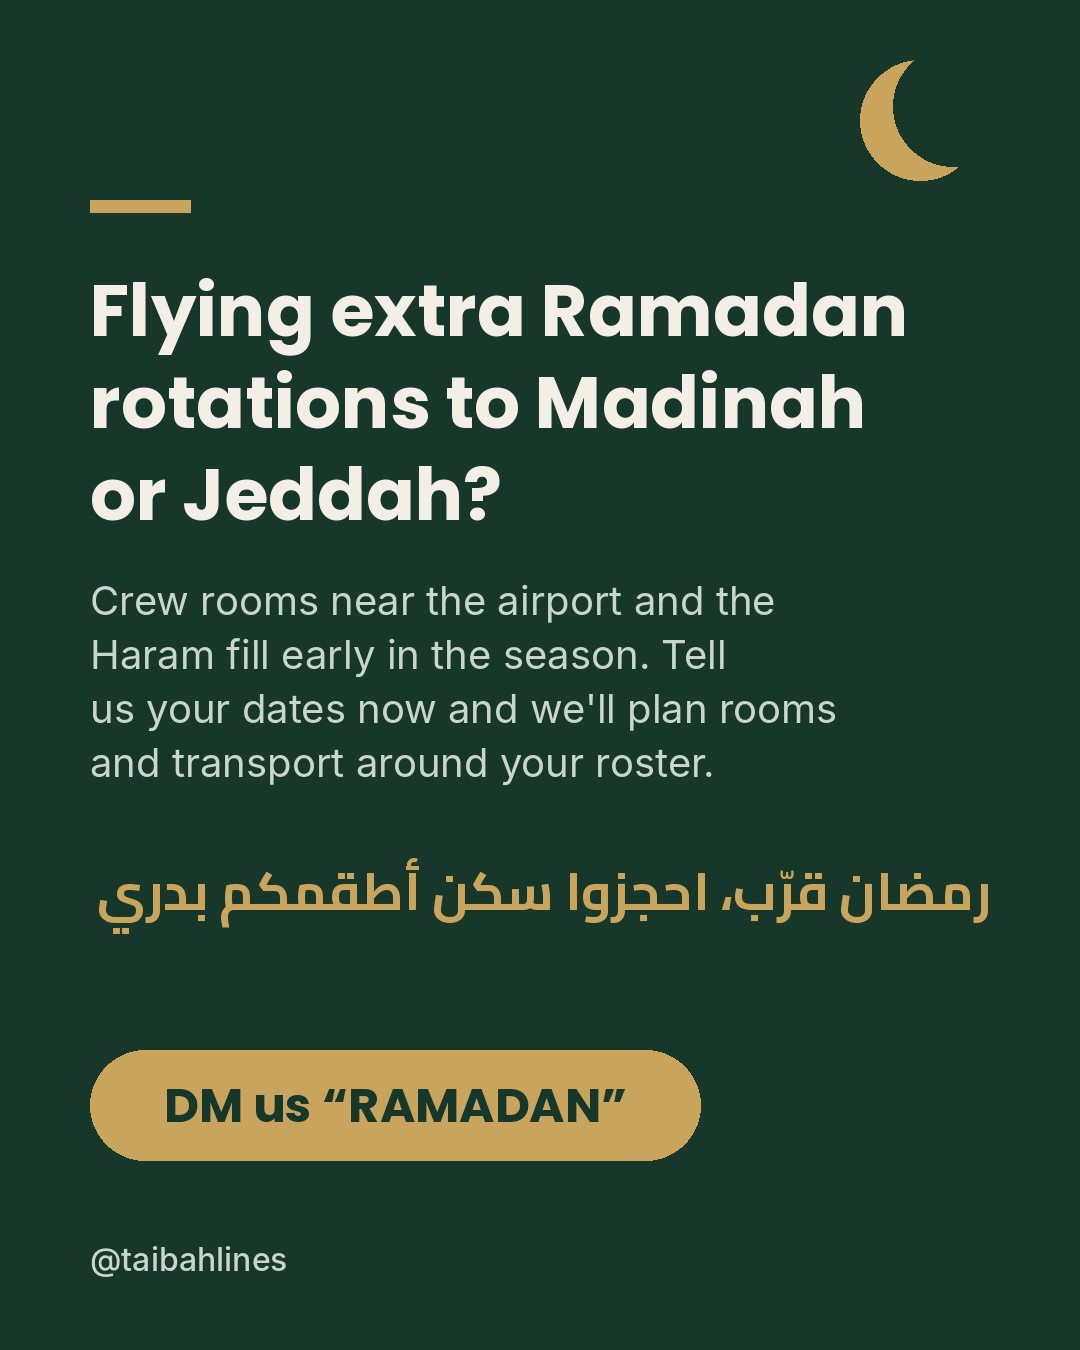 Flying extra Ramadan
rotations to Madinah
or Jeddah?
Crew rooms near the airport and the
Haram fill early in the season. Tell
us your dates now and we'll plan rooms
and transport around your roster.
رمضان قرّب، احجزوا سكن أطقمكم بدري
DM us “RAMADAN”
@taibahlines